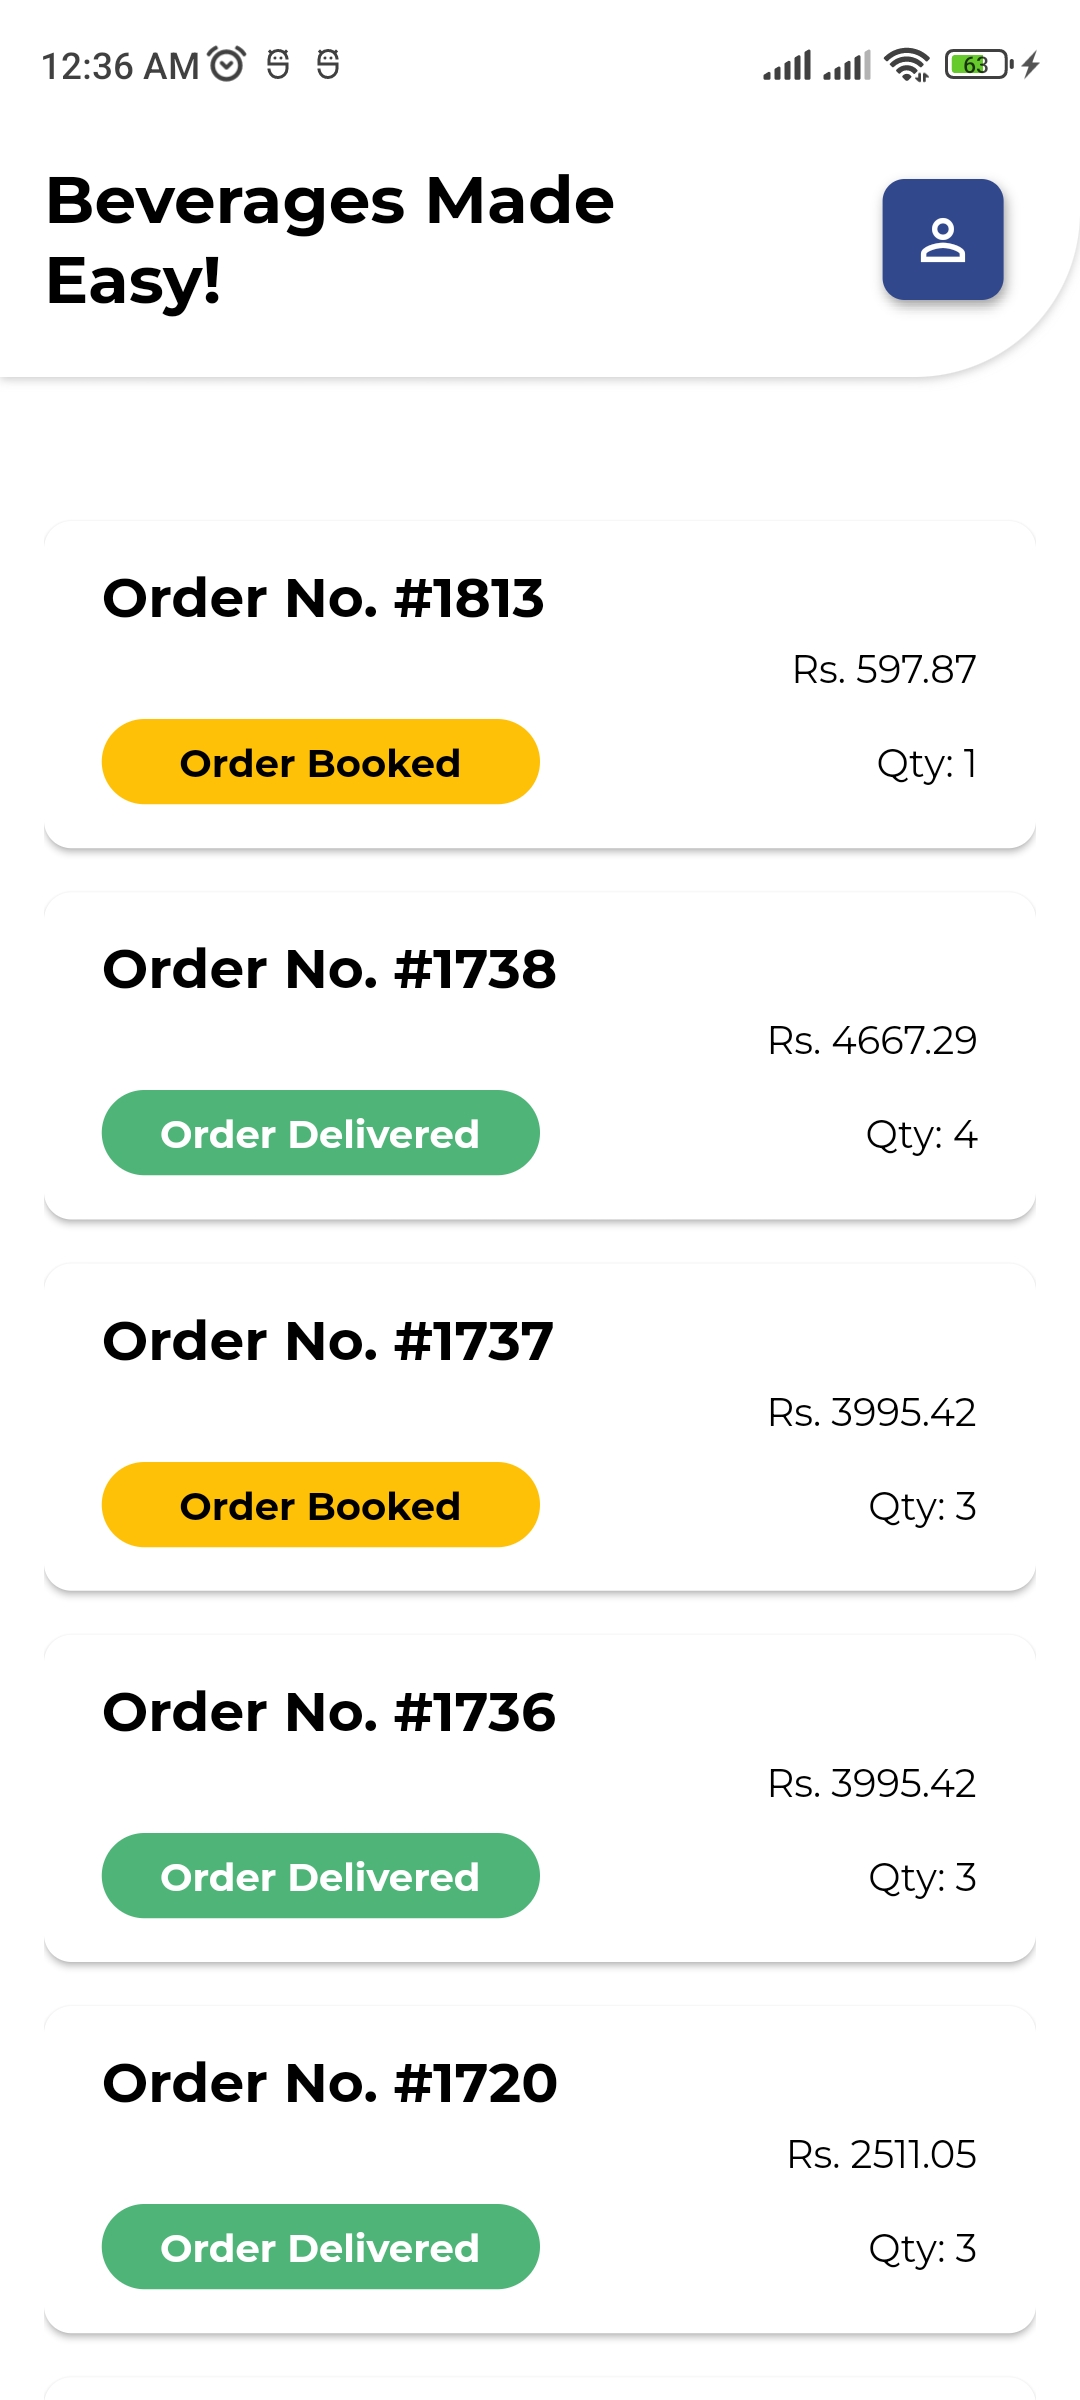 12:36 AM
63
Beverages Made
Easy!
Order No. #1813
Rs. 597.87
Order Booked
Qty: 1
Order No. #1738
Rs. 4667.29
Order Delivered
Qty: 4
Order No. #1737
Rs. 3995.42
Order Booked
Qty: 3
Order No. #1736
Rs. 3995.42
Order Delivered
Qty: 3
Order No. #1720
Rs. 2511.05
Order Delivered
Qty: 3